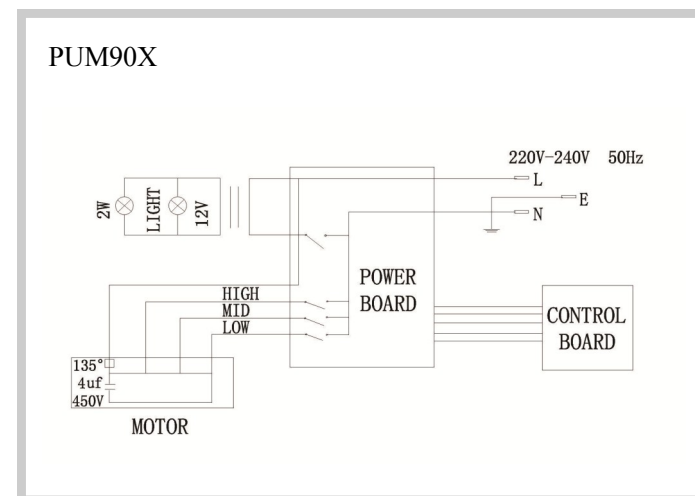 PUM90X
220V-240V 50Hz
L
E
N
2W
LIGHT
12V
POWER
BOARD
HIGH
MID
LOW
CONTROL
BOARD
135°
4uf
450V
MOTOR